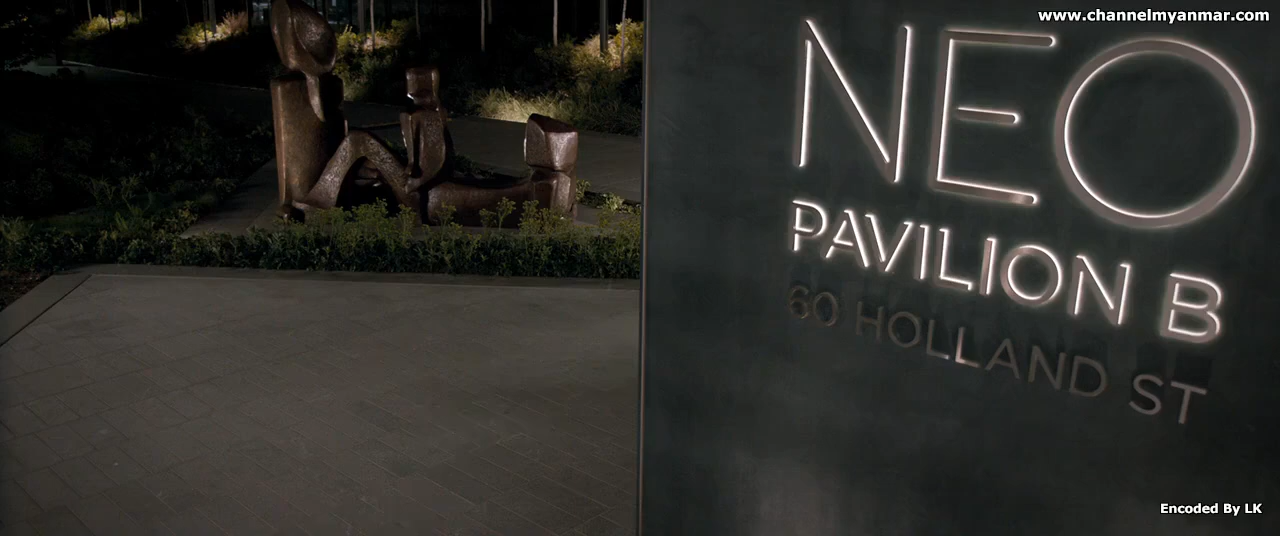 www.channelmyanmar.com
NEO
PAVILION B
60 HOLLAND ST
Encoded By LK